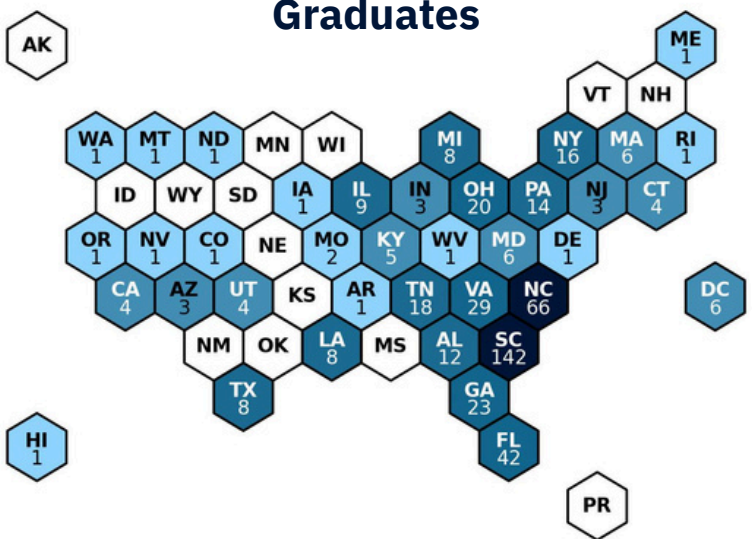 Graduates
AK
ME
1
VT NH
WA MT ND MN WI MI NY MA RI
1 1 1 8 16 6 1
ID WY SD IA IL IN OH PA NJ CT
1 9 3 20 14 3 4
OR NV CO NE MO KY WV MD DE
1 1 1 2 5 1 6 1
CA AZ UT KS AR TN VA NC DC
4 3 4 1 18 29 66 6
NM OK LA MS AL SC
8 12 142
TX GA
8 23
HI FL
1 42
PR